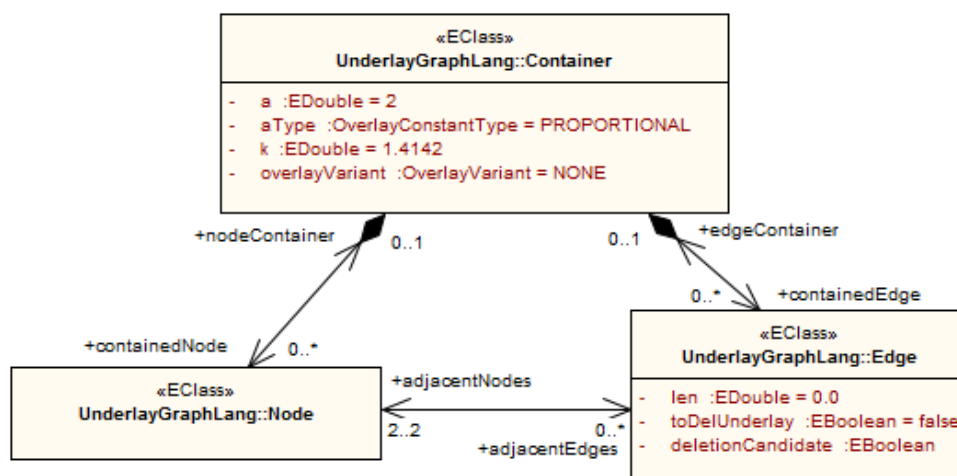 «EClass»
UnderlayGraphLang::Container
- a :EDouble = 2
- aType :OverlayConstantType = PROPORTIONAL
- k :EDouble = 1.4142
- overlayVariant :OverlayVariant = NONE
+nodeContainer
0..1
0..1
+edgeContainer
+containedNode
0..*
0..*
+containedEdge
«EClass»
UnderlayGraphLang::Node
+adjacentNodes
2..2
0..*
+adjacentEdges
«EClass»
UnderlayGraphLang::Edge
- len :EDouble = 0.0
- toDelUnderlay :EBoolean = false
- deletionCandidate :EBoolean